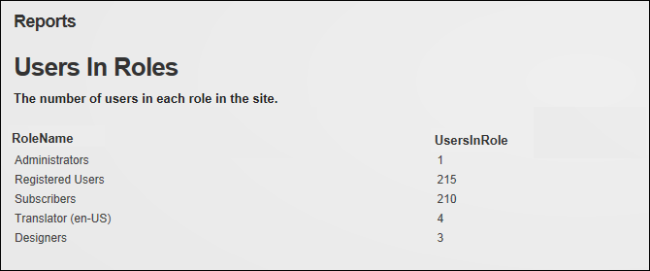 Reports
Users In Roles
The number of users in each role in the site.
RoleName UsersInRole
Administrators 1
Registered Users 215
Subscribers 210
Translator (en-US) 4
Designers 3